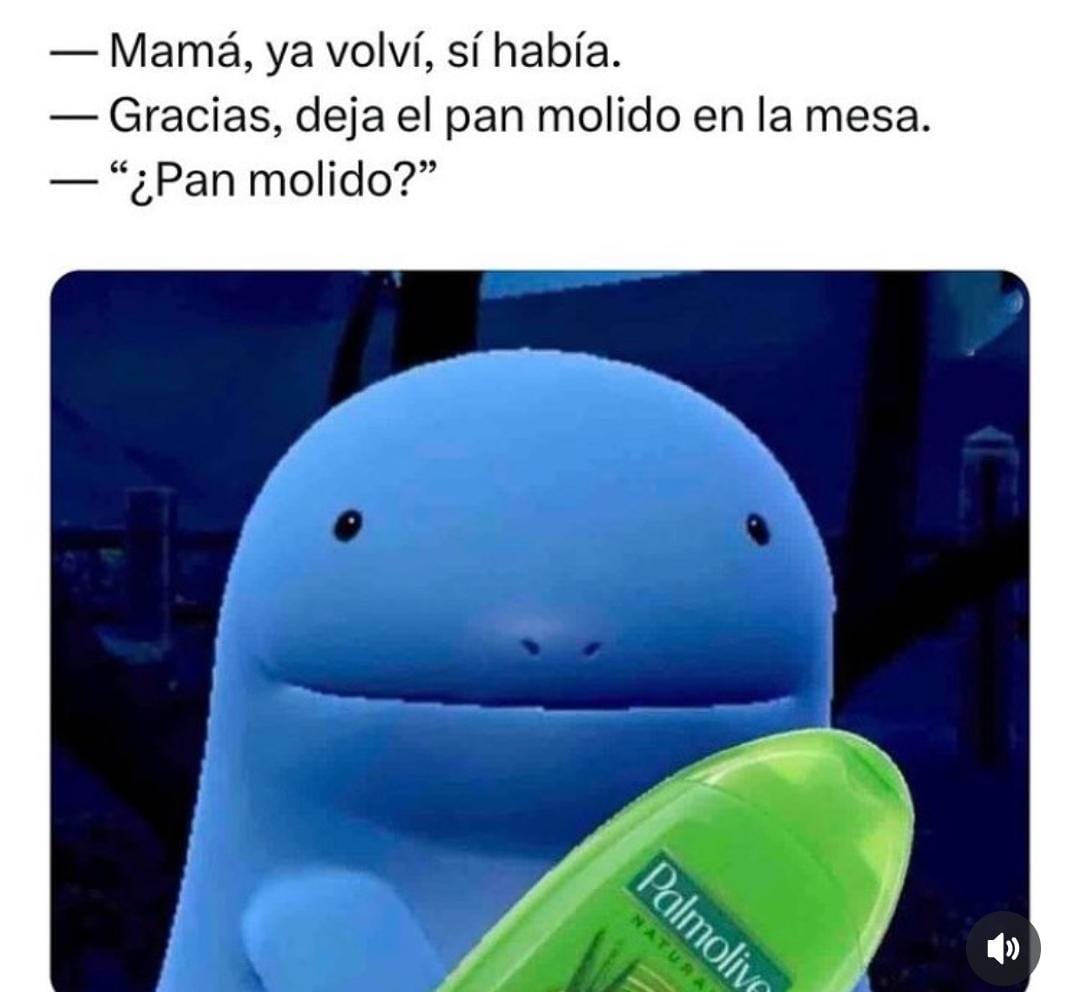 — Mamá, ya volví, sí había.
— Gracias, deja el pan molido en la mesa.
— “¿Pan molido?”
Palmolive